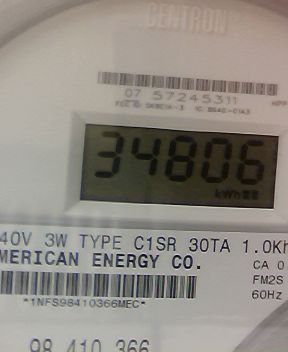 CENTRON
07 57245311
34806
kWh
40V 3W TYPE C1SR 30TA 1.0Kh
MERICAN ENERGY CO.
CA 0
FM2S
60Hz
*1NFS98410366MEC*
98 410 366